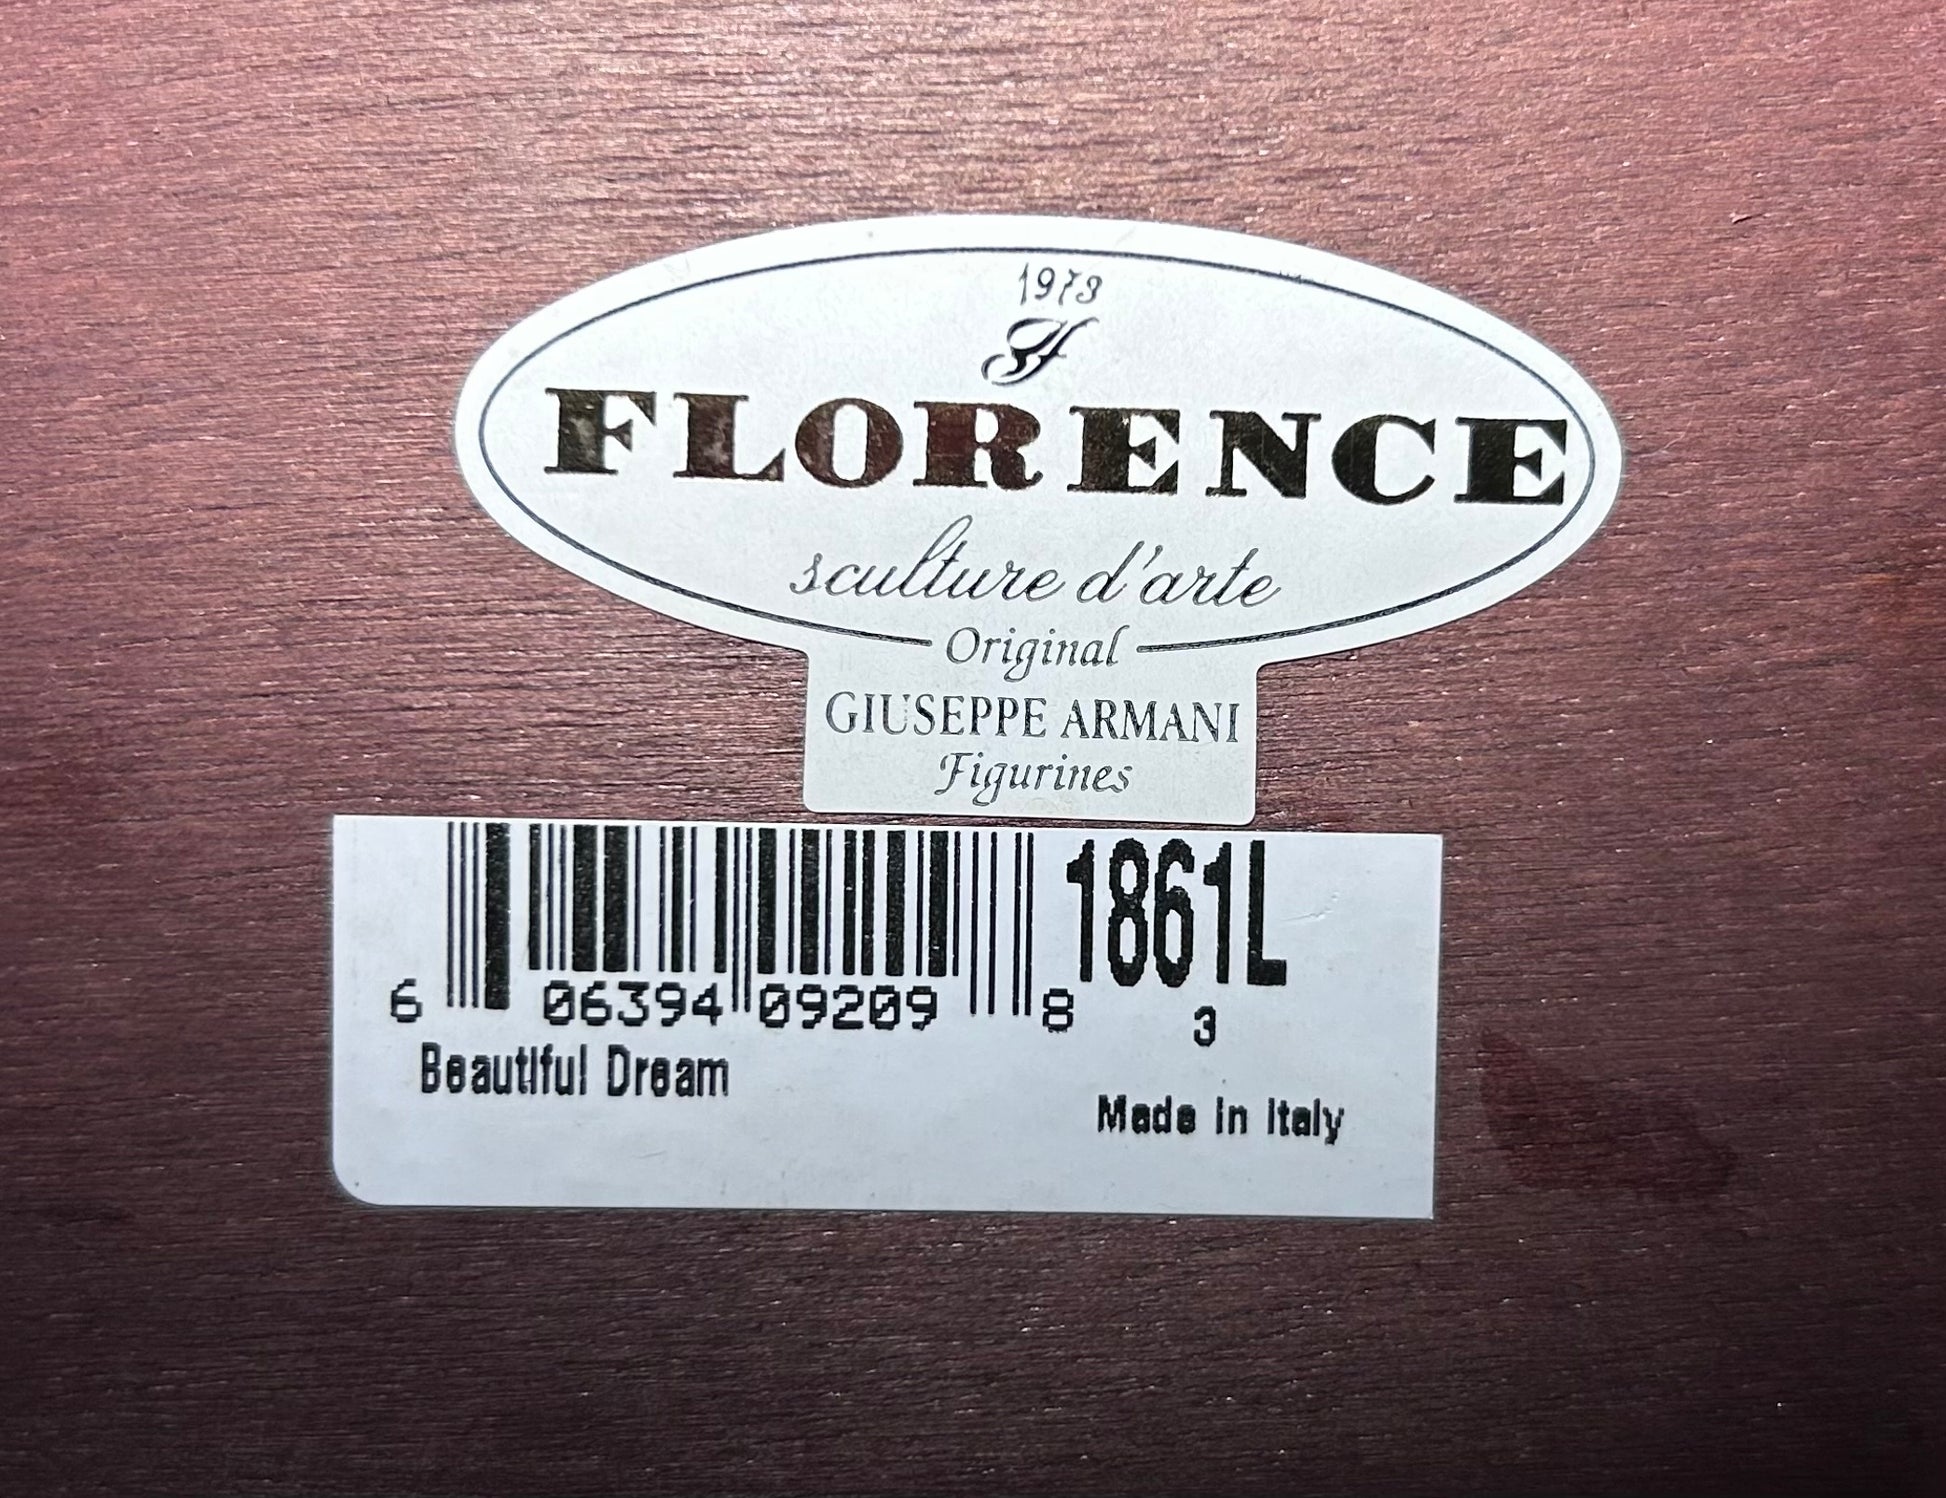 1973
F
FLORENCE
sculture d'arte
Original
GIUSEPPE ARMANI
Figurines
1861L
6 06394 09209 8 3
Beautiful Dream
Made in Italy